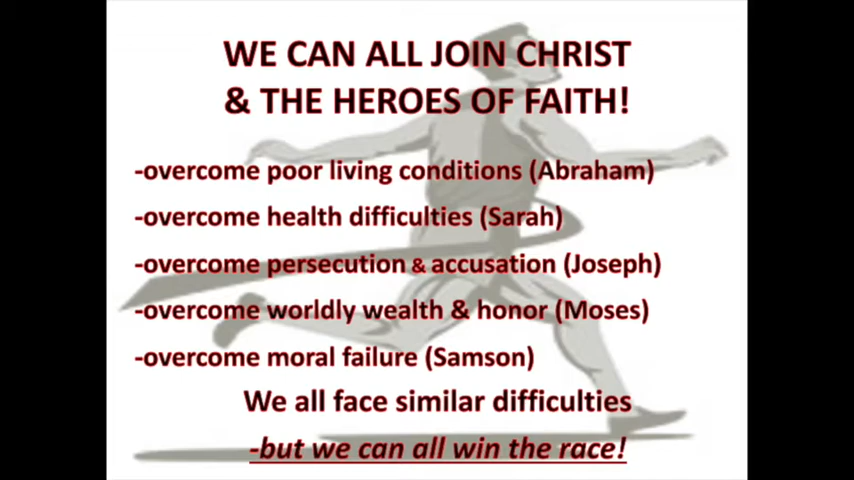 WE CAN ALL JOIN CHRIST
& THE HEROES OF FAITH!
-overcome poor living conditions (Abraham)
-overcome health difficulties (Sarah)
-overcome persecution & accusation (Joseph)
-overcome worldly wealth & honor (Moses)
-overcome moral failure (Samson)
We all face similar difficulties
-but we can all win the race!